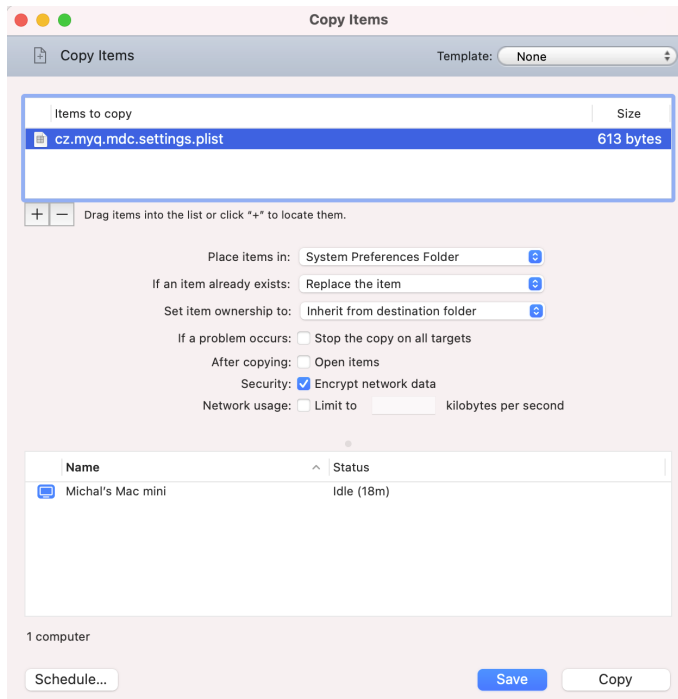 Copy Items
Copy Items Template: None
Items to copy Size
cz.myq.mdc.settings.plist 613 bytes
+ − Drag items into the list or click "+" to locate them.
Place items in: System Preferences Folder
If an item already exists: Replace the item
Set item ownership to: Inherit from destination folder
If a problem occurs: Stop the copy on all targets
After copying: Open items
Security: Encrypt network data
Network usage: Limit to kilobytes per second
Name Status
Michal's Mac mini Idle (18m)
1 computer
Schedule... Save Copy